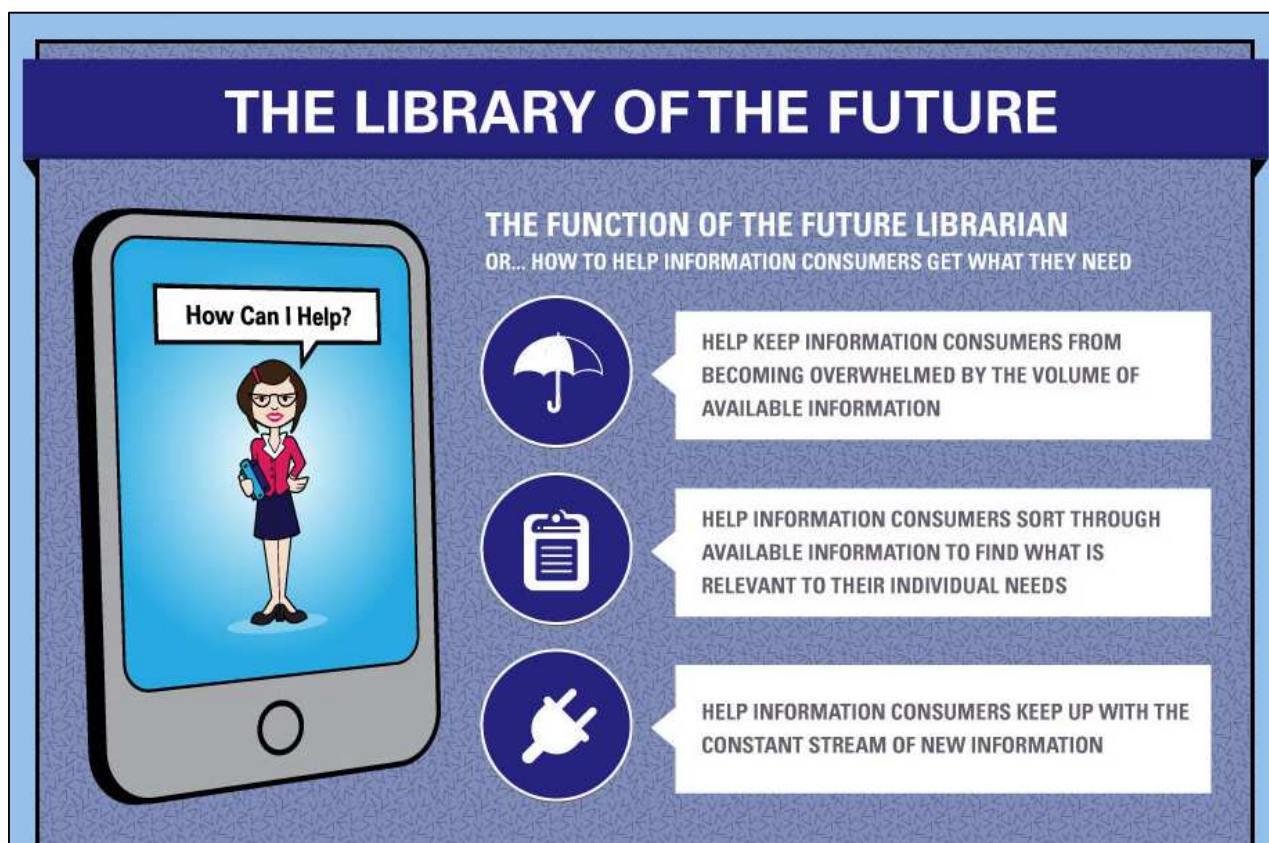 THE LIBRARY OF THE FUTURE
How Can I Help?
THE FUNCTION OF THE FUTURE LIBRARIAN
OR... HOW TO HELP INFORMATION CONSUMERS GET WHAT THEY NEED
HELP KEEP INFORMATION CONSUMERS FROM
BECOMING OVERWHELMED BY THE VOLUME OF
AVAILABLE INFORMATION
HELP INFORMATION CONSUMERS SORT THROUGH
AVAILABLE INFORMATION TO FIND WHAT IS
RELEVANT TO THEIR INDIVIDUAL NEEDS
HELP INFORMATION CONSUMERS KEEP UP WITH THE
CONSTANT STREAM OF NEW INFORMATION